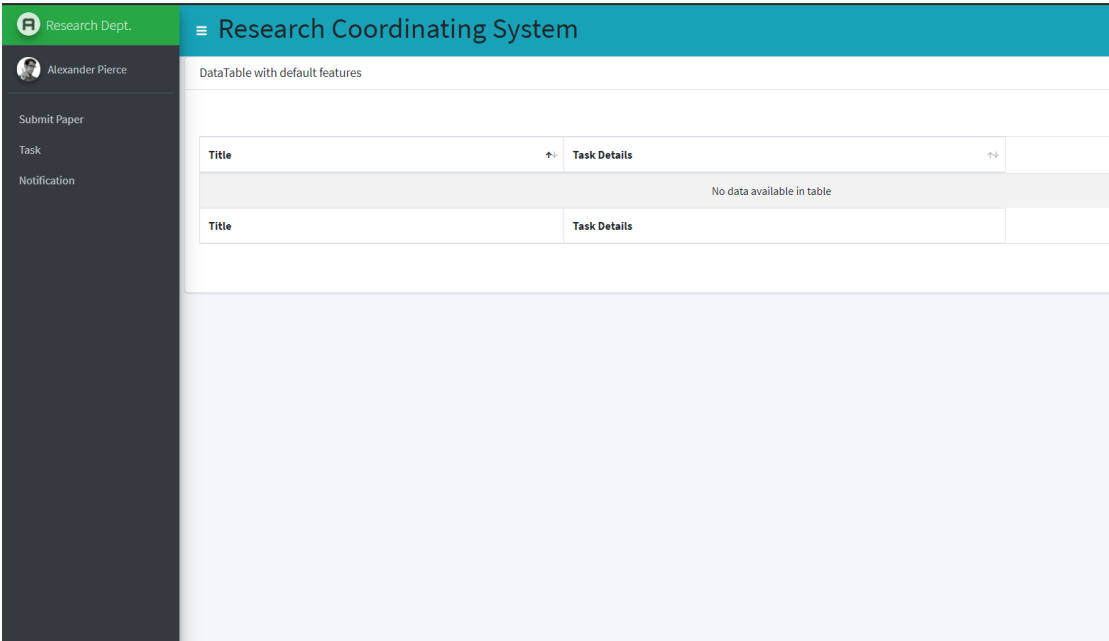 Research Dept.
Research Coordinating System
Alexander Pierce
DataTable with default features
Submit Paper
Task
Notification
Title Task Details
No data available in table
Title Task Details